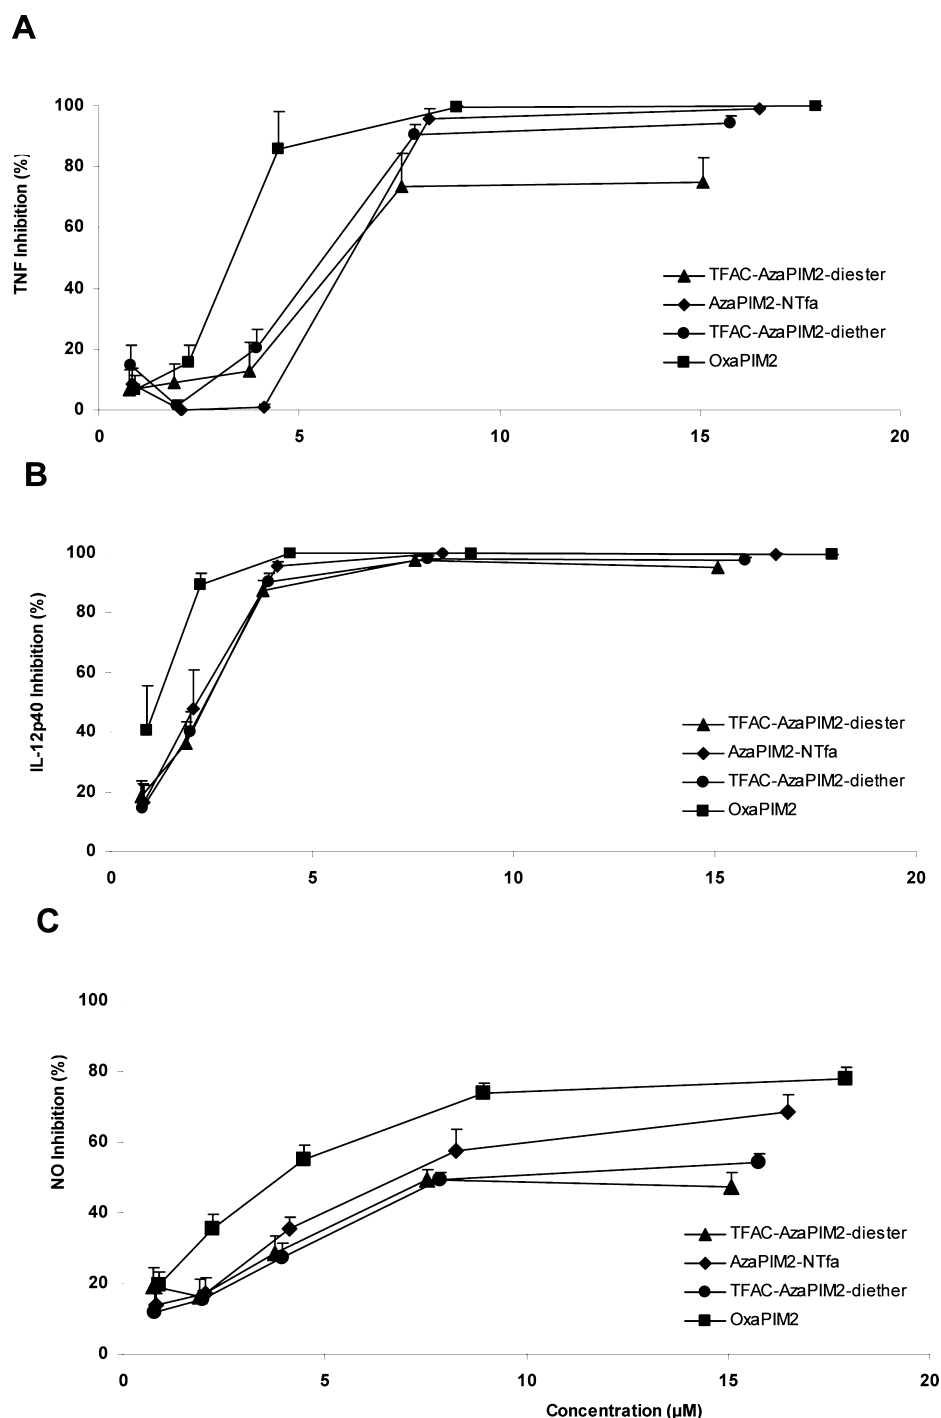 A
TNF Inhibition (%)
100
80
60
40
20
0
0 5 10 15 20
TFAC-AzaPIM2-diester
AzaPIM2-NTfa
TFAC-AzaPIM2-diether
OxaPIM2
B
IL-12p40 Inhibition (%)
100
80
60
40
20
0
0 5 10 15 20
TFAC-AzaPIM2-diester
AzaPIM2-NTfa
TFAC-AzaPIM2-diether
OxaPIM2
C
NO Inhibition (%)
100
80
60
40
20
0
0 5 10 15 20
TFAC-AzaPIM2-diester
AzaPIM2-NTfa
TFAC-AzaPIM2-diether
OxaPIM2
Concentration (µM)